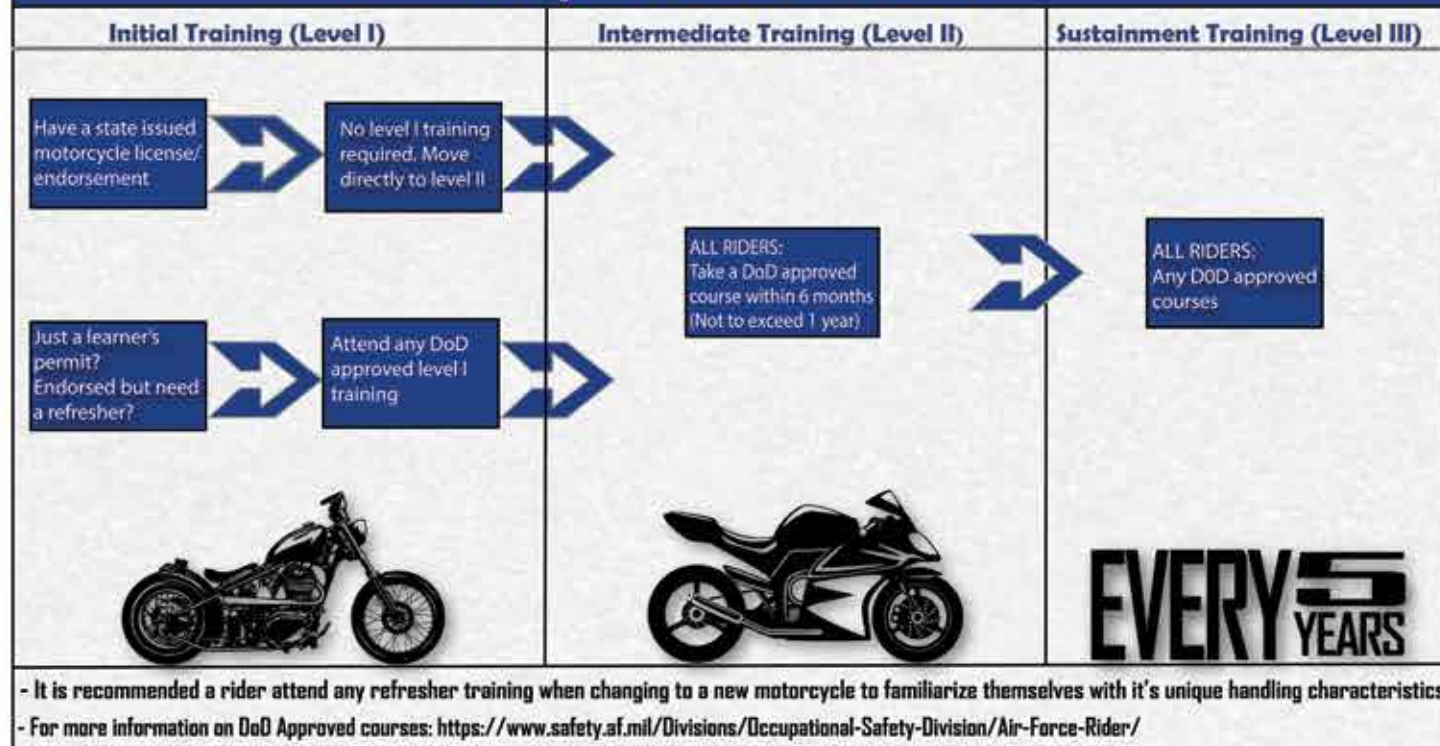 Initial Training (Level I)
Intermediate Training (Level II)
Sustainment Training (Level III)
Have a state issued
motorcycle license/
endorsement
No level I training
required. Move
directly to level II
Just a learner's
permit?
Endorsed but need
a refresher?
Attend any DoD
approved level I
training
ALL RIDERS:
Take a DoD approved
course within 6 months
(Not to exceed 1 year)
ALL RIDERS:
Any D0D approved
courses
EVERY 5
YEARS
- It is recommended a rider attend any refresher training when changing to a new motorcycle to familiarize themselves with it's unique handling characteristics
- For more information on DoD Approved courses: https://www.safety.af.mil/Divisions/Occupational-Safety-Division/Air-Force-Rider/